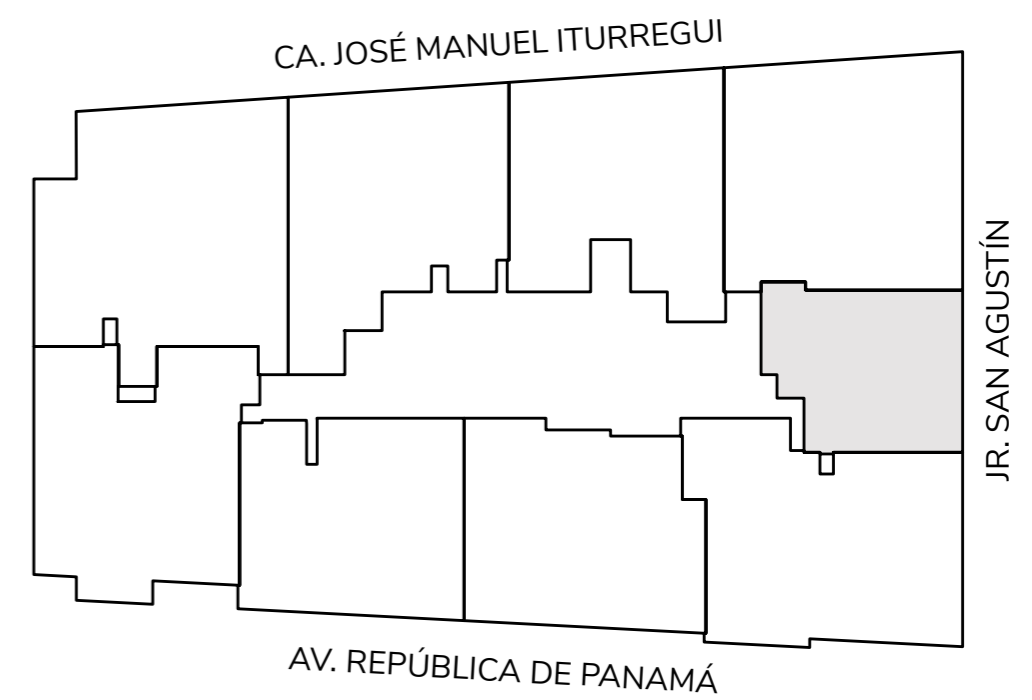 CA. JOSÉ MANUEL ITURREGUI
JR. SAN AGUSTÍN
AV. REPÚBLICA DE PANAMÁ